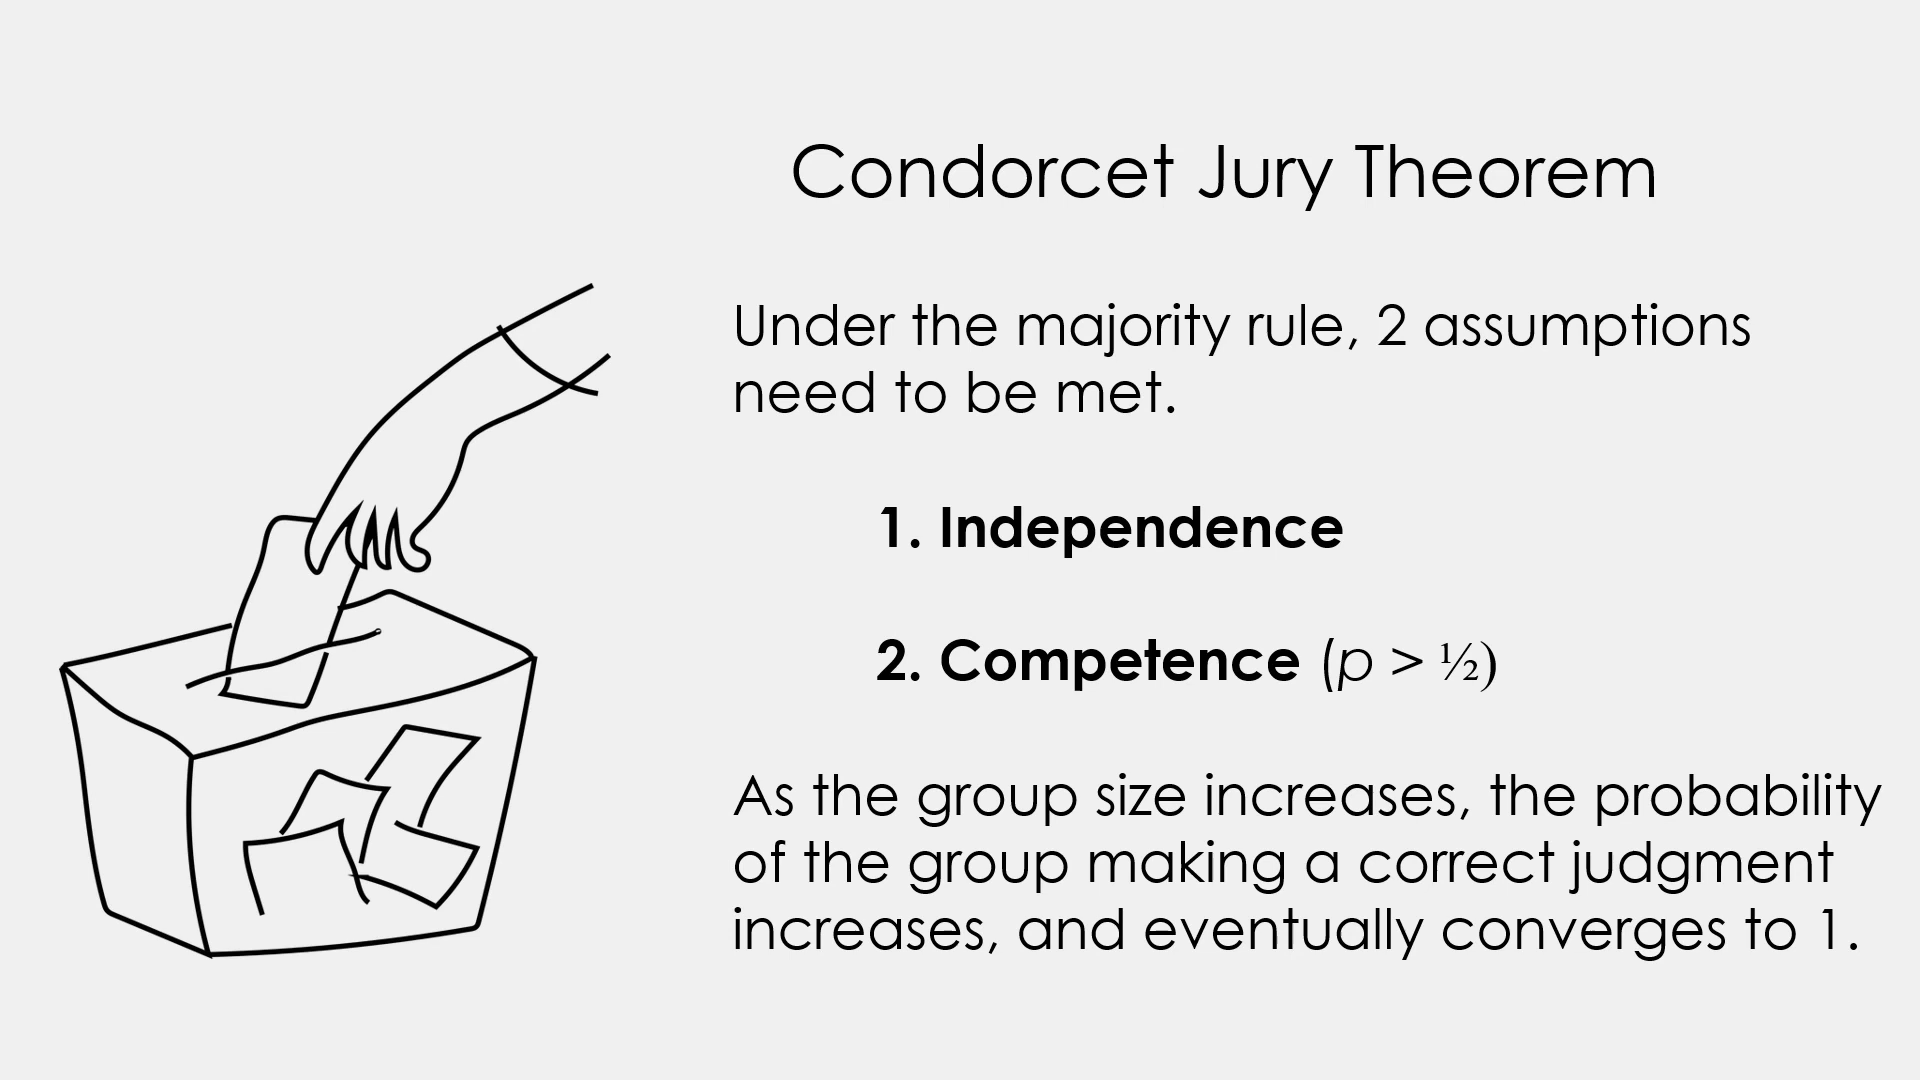 Condorcet Jury Theorem
Under the majority rule, 2 assumptions
need to be met.
1. Independence
2. Competence (p > ½)
As the group size increases, the probability
of the group making a correct judgment
increases, and eventually converges to 1.